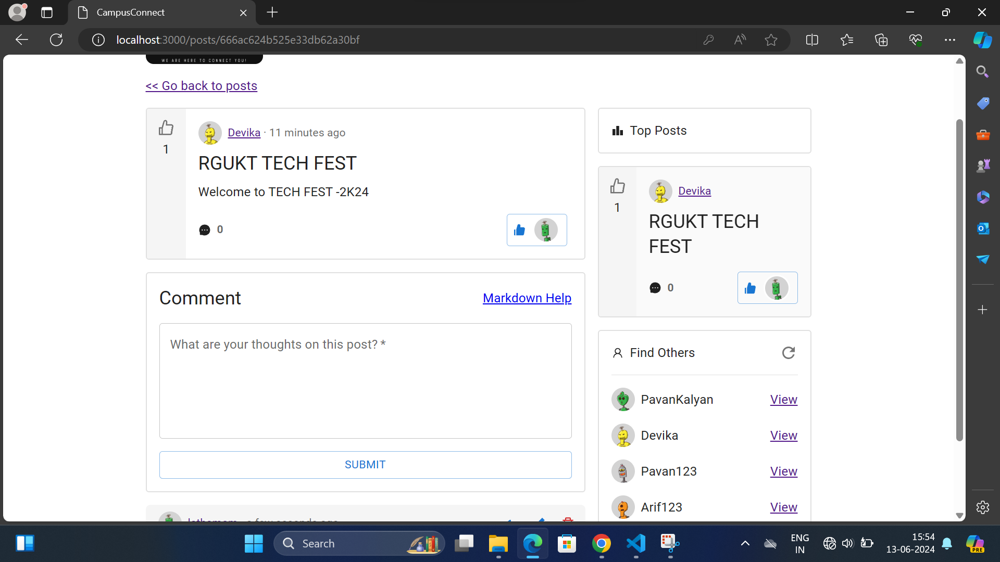 CampusConnect
localhost:3000/posts/666ac624b525e33db62a30bf
WE ARE HERE TO CONNECT YOU!
<< Go back to posts
1
Devika · 11 minutes ago
RGUKT TECH FEST
Welcome to TECH FEST -2K24
0
Comment
Markdown Help
What are your thoughts on this post? *
SUBMIT
a few seconds ago
Top Posts
1
Devika
RGUKT TECH
FEST
0
Find Others
PavanKalyan View
Devika View
Pavan123 View
Arif123 View
Search
ENG
IN
15:54
13-06-2024
PRE